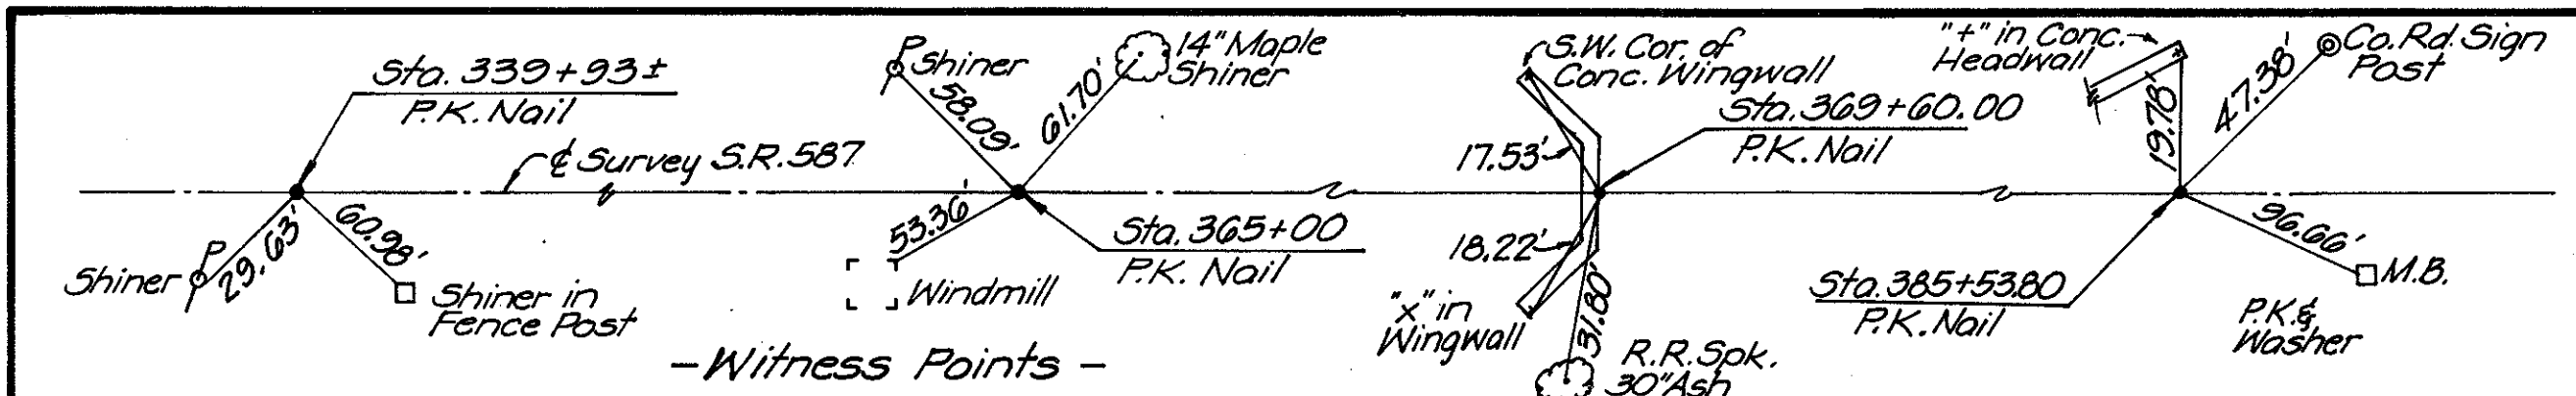 Sta. 339+93±
P.K. Nail
℄ Survey S.R. 587
P
Shiner
29.63'
60.98'
Shiner in
Fence Post
P
Shiner
58.09'
14" Maple
Shiner
61.70'
53.36'
Windmill
Sta. 365+00
P.K. Nail
S.W. Cor. of
Conc. Wingwall
17.53'
Sta. 369+60.00
P.K. Nail
18.22'
"x" in
Wingwall
31.80'
R.R. Spk.
30" Ash
"+" in Conc.
Headwall
19.78'
47.38'
Co. Rd. Sign
Post
Sta. 385+53.80
P.K. Nail
96.66'
M.B.
P.K. &
Washer
-Witness Points-